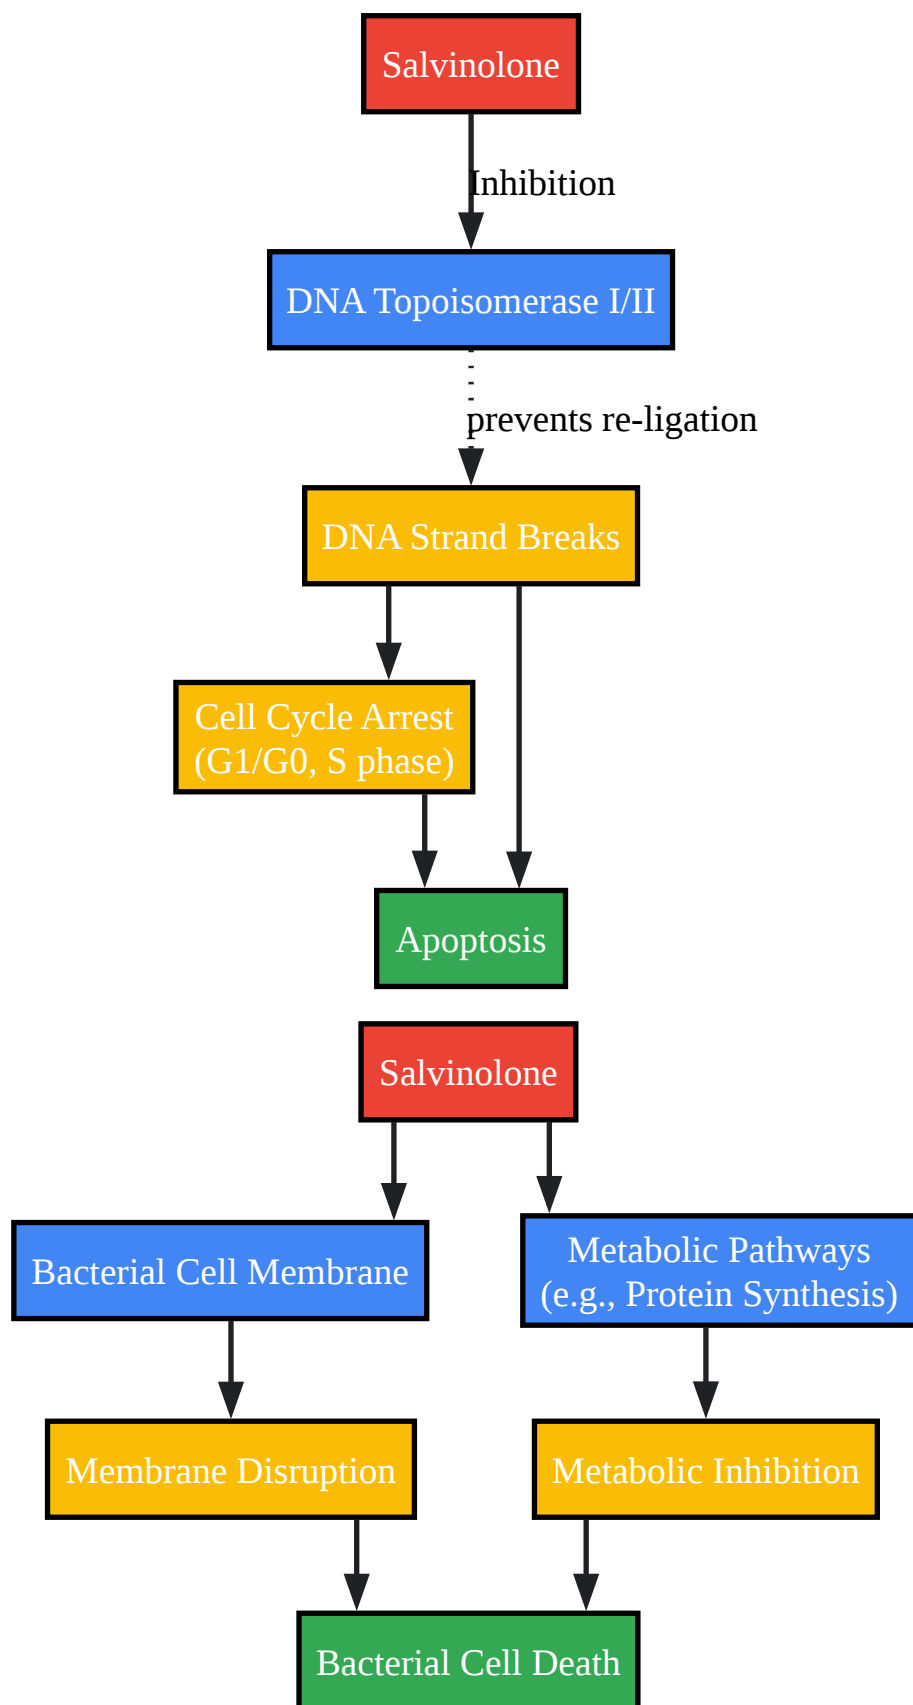 Salvinolone
Inhibition
DNA Topoisomerase I/II
prevents re-ligation
DNA Strand Breaks
Cell Cycle Arrest
(G1/G0, S phase)
Apoptosis
Salvinolone
Bacterial Cell Membrane
Metabolic Pathways
(e.g., Protein Synthesis)
Membrane Disruption
Metabolic Inhibition
Bacterial Cell Death